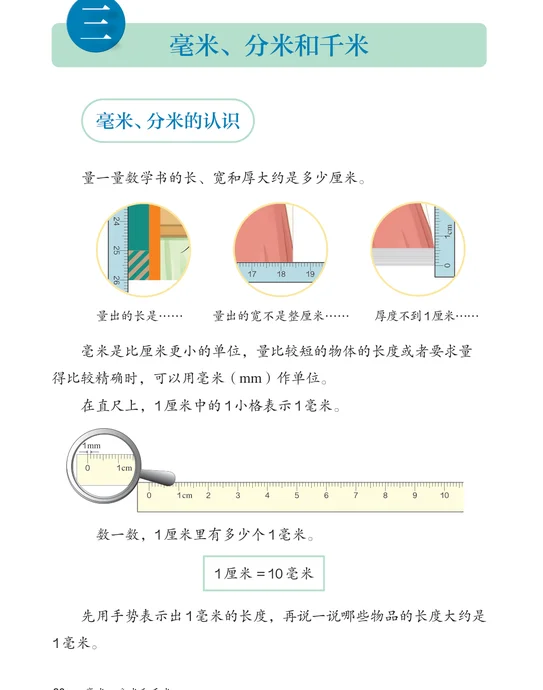 三
毫米、分米和千米
毫米、分米的认识
量一量数学书的长、宽和厚大约是多少厘米。
24 25 26
17 18 19
1cm 0
量出的长是…… 量出的宽不是整厘米…… 厚度不到1厘米……
毫米是比厘米更小的单位，量比较短的物体的长度或者要求量
得比较精确时，可以用毫米（mm）作单位。
在直尺上，1厘米中的1小格表示1毫米。
1mm
0 1cm
0 1cm 2 3 4 5 6 7 8 9 10
数一数，1厘米里有多少个1毫米。
1厘米＝10毫米
先用手势表示出1毫米的长度，再说一说哪些物品的长度大约是
1毫米。